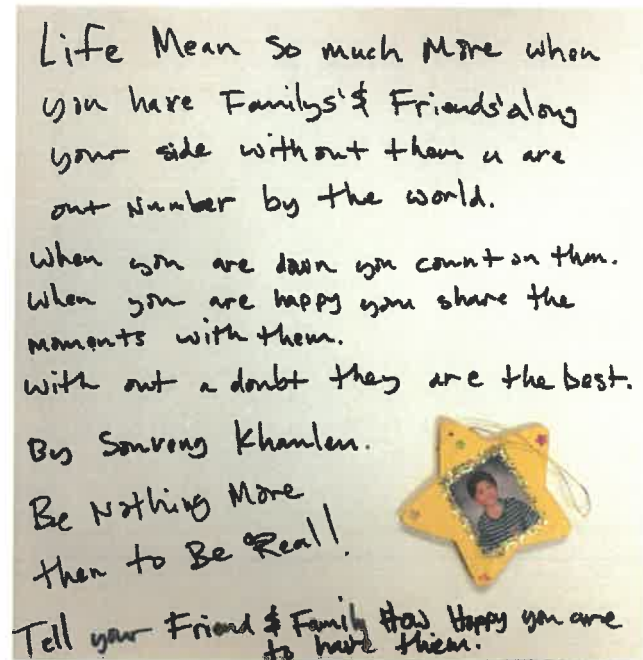 Life Mean So much More when
you have Familys' & Friends' along
your side without them u are
out Number by the world.
When you are down you count on them.
When you are happy you share the
moments with them.
With out a doubt they are the best.
By Sonveng Khamlen.
Be Nothing More
then to Be Real!
Tell your Friend & Family How Happy you are
to have them.